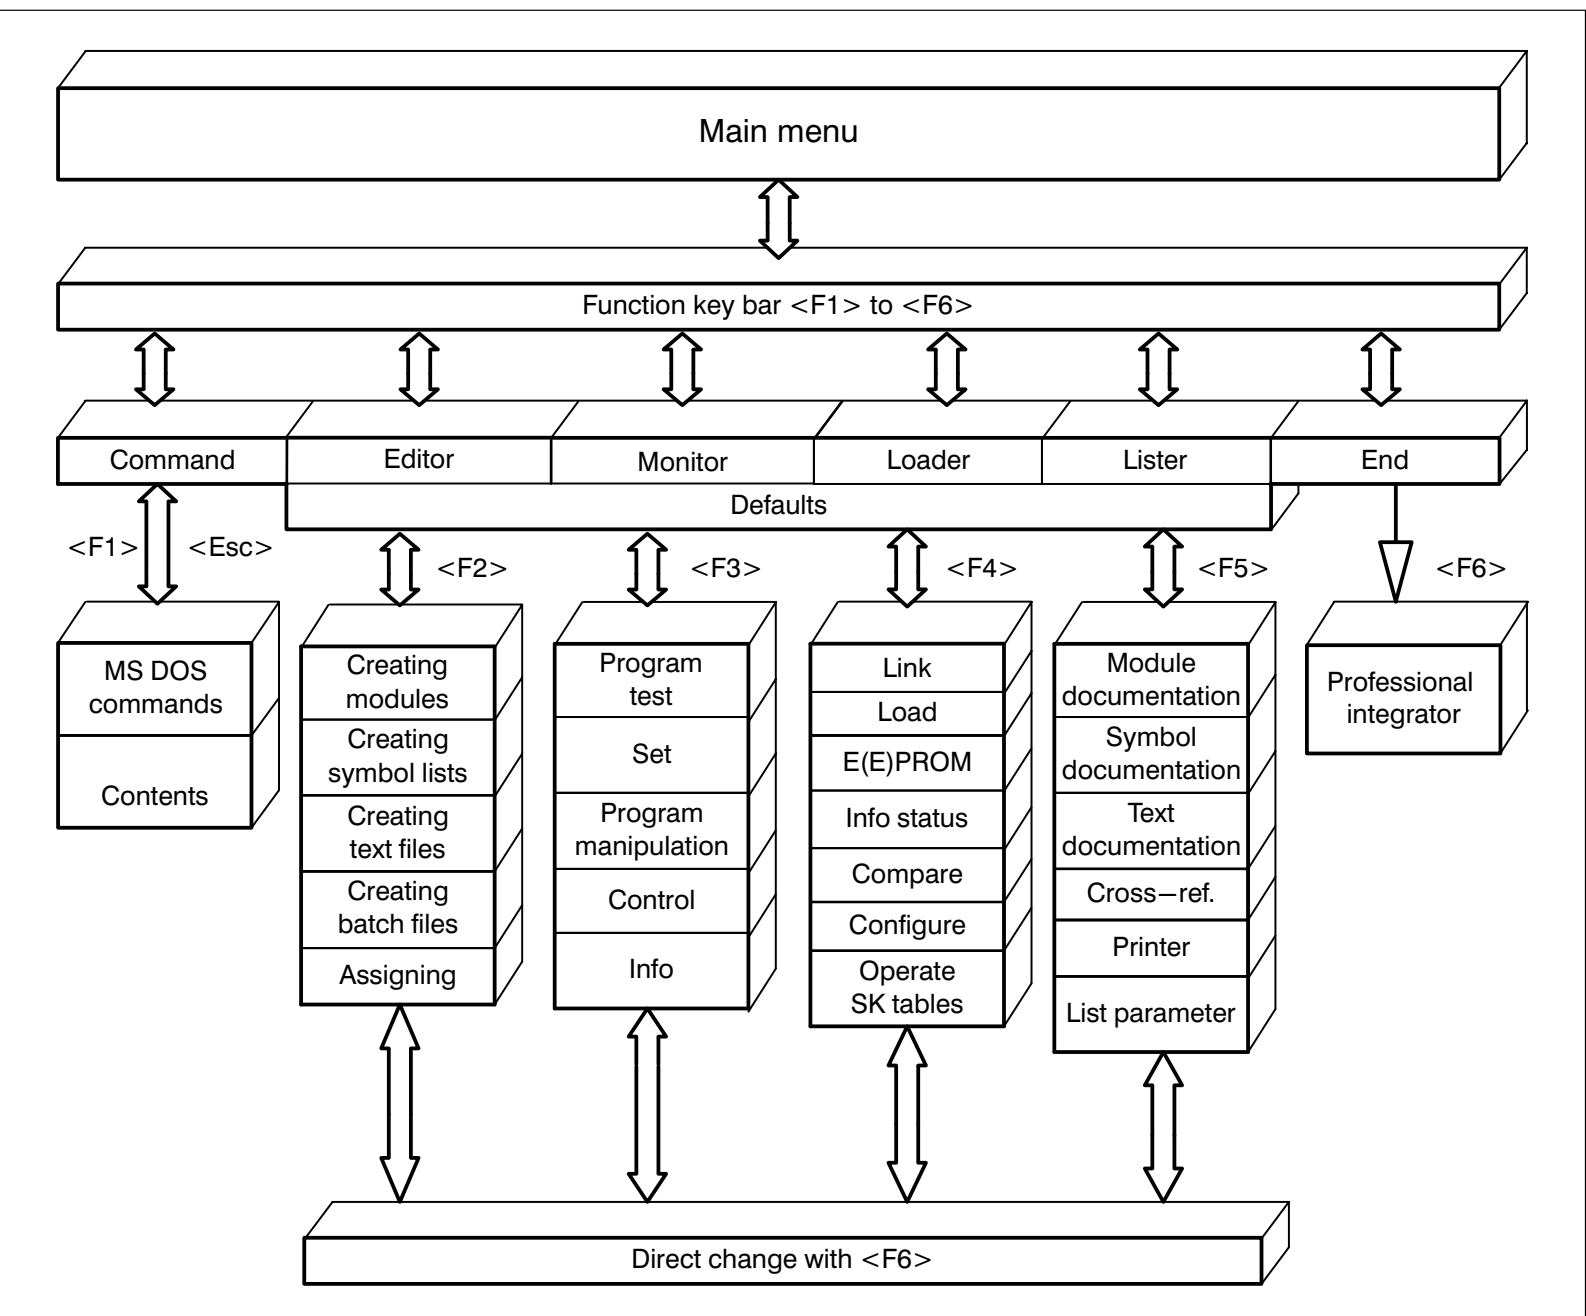 Main menu
Function key bar <F1> to <F6>
Command
Editor
Monitor
Loader
Lister
End
Defaults
<F1>
<Esc>
<F2>
<F3>
<F4>
<F5>
<F6>
MS DOS
commands
Contents
Creating
modules
Creating
symbol lists
Creating
text files
Creating
batch files
Assigning
Program
test
Set
Program
manipulation
Control
Info
Link
Load
E(E)PROM
Info status
Compare
Configure
Operate
SK tables
Module
documentation
Symbol
documentation
Text
documentation
Cross–ref.
Printer
List parameter
Professional
integrator
Direct change with <F6>